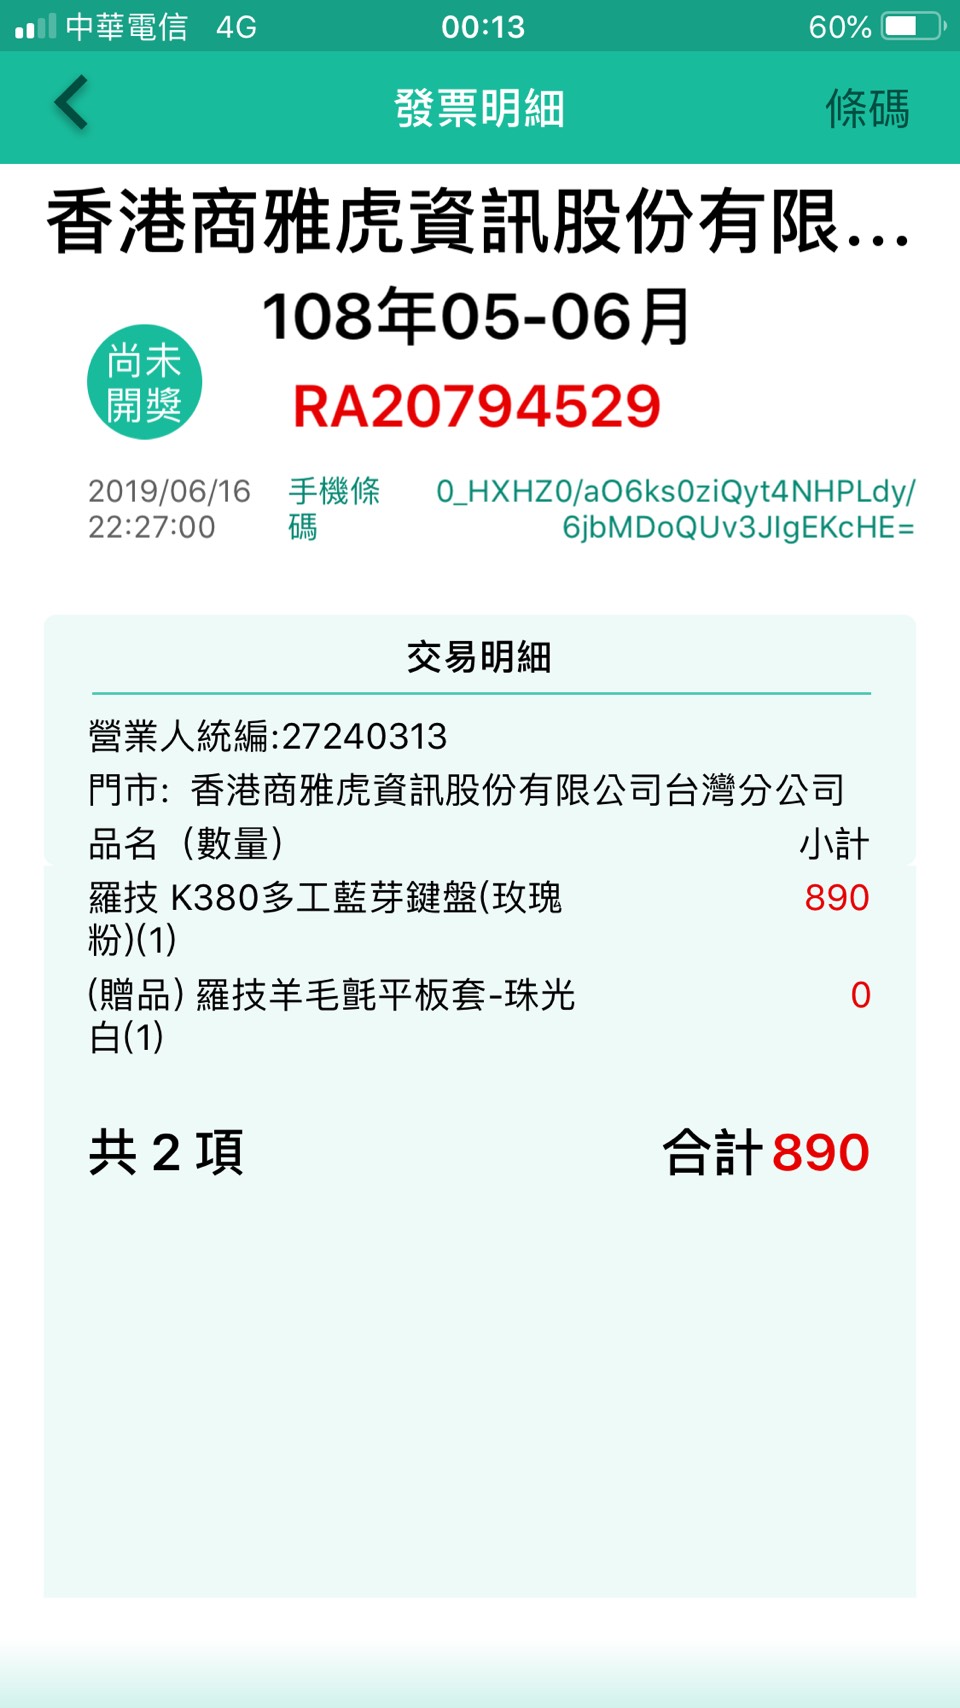 中華電信 4G 00:13 60%
發票明細 條碼
香港商雅虎資訊股份有限...
108年05-06月
尚未
開獎
RA20794529
2019/06/16 手機條 0_HXHZ0/aO6ks0ziQyt4NHPLdy/
22:27:00 碼 6jbMDoQUv3JIgEKcHE=
交易明細
營業人統編:27240313
門市: 香港商雅虎資訊股份有限公司台灣分公司
品名（數量） 小計
羅技 K380多工藍芽鍵盤(玫瑰 890
粉)(1)
(贈品) 羅技羊毛氈平板套-珠光 0
白(1)
共 2 項 合計890